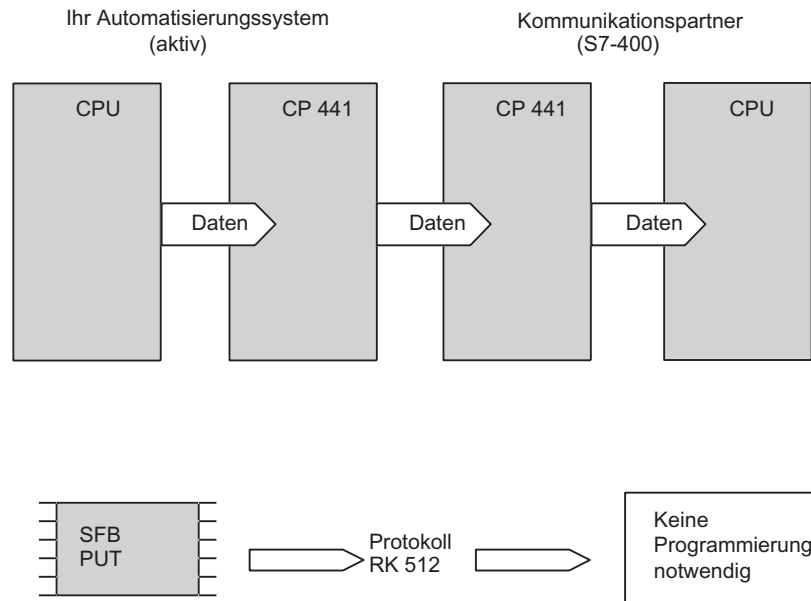 Ihr Automatisierungssystem
(aktiv)
Kommunikationspartner
(S7-400)
CPU
CP 441
CP 441
CPU
Daten
Daten
Daten
SFB
PUT
Protokoll
RK 512
Keine
Programmierung
notwendig